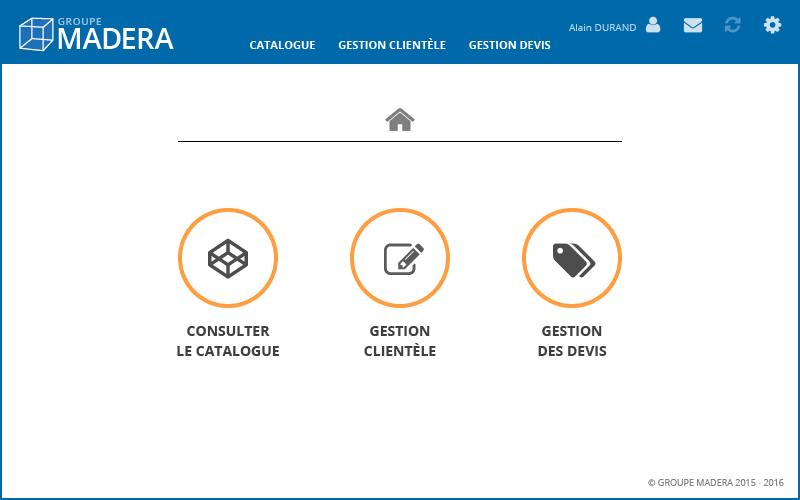 GROUPE
MADERA
CATALOGUE GESTION CLIENTÈLE GESTION DEVIS
Alain DURAND
CONSULTER
LE CATALOGUE
GESTION
CLIENTÈLE
GESTION
DES DEVIS
© GROUPE MADERA 2015 - 2016